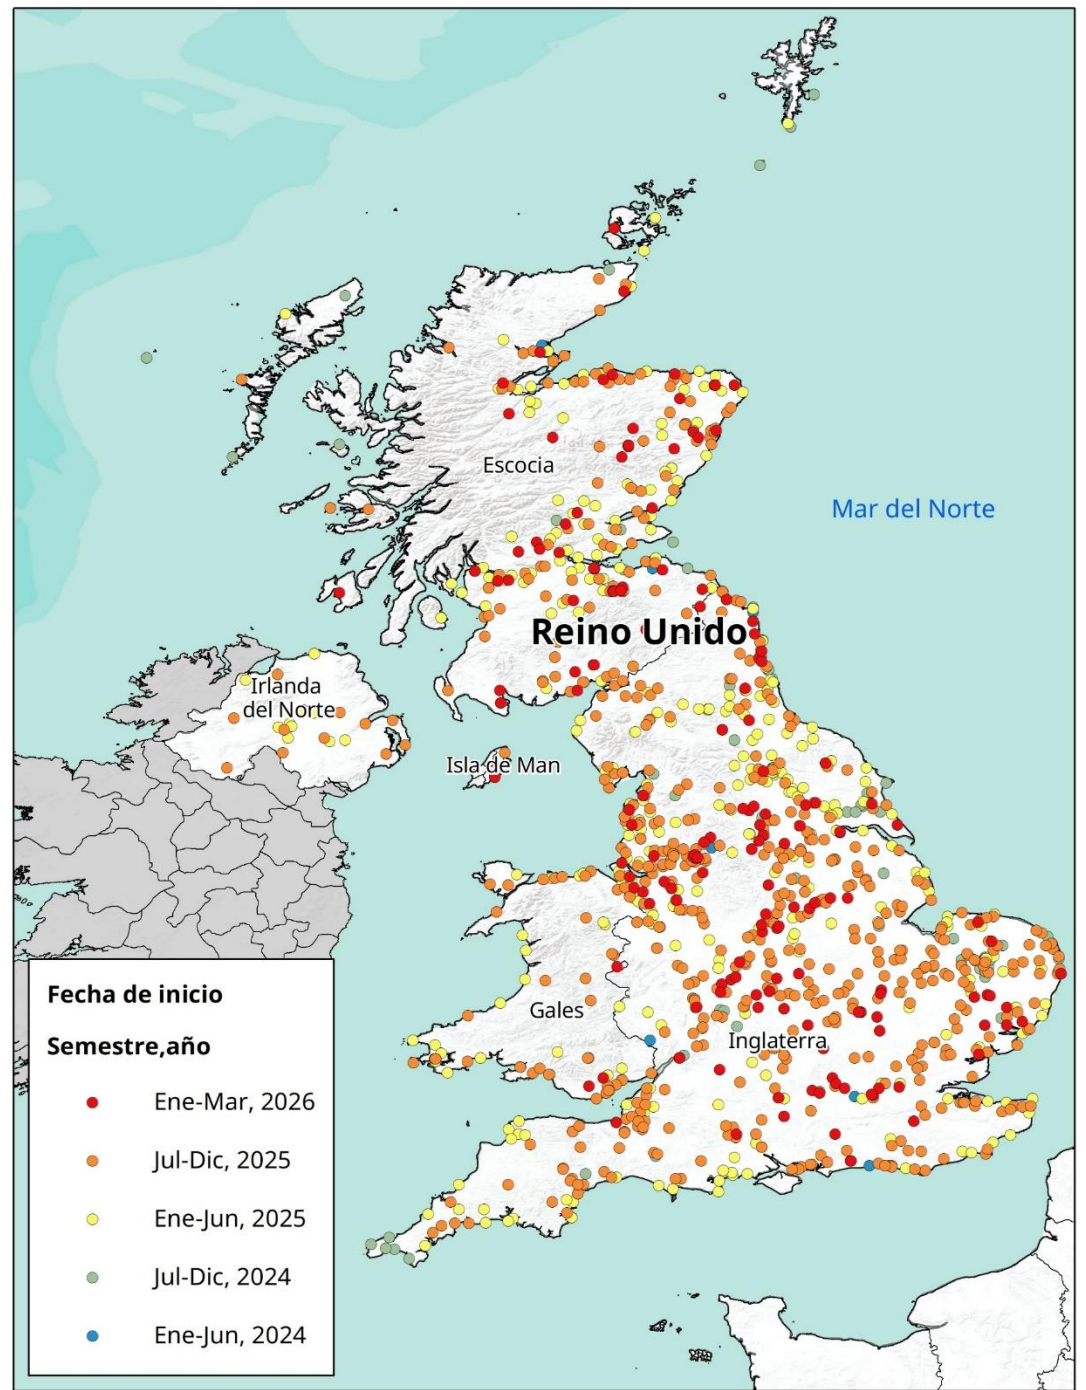 Escocia
Mar del Norte
Reino Unido
Irlanda
del Norte
Isla de Man
Gales
Inglaterra
Fecha de inicio
Semestre,año
Ene-Mar, 2026
Jul-Dic, 2025
Ene-Jun, 2025
Jul-Dic, 2024
Ene-Jun, 2024